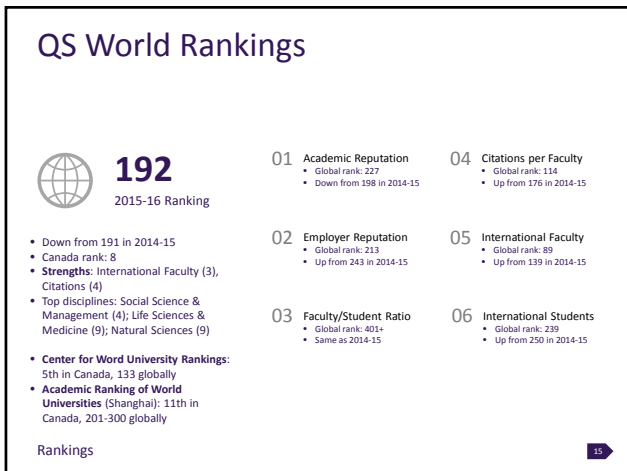 QS World Rankings
192
2015-16 Ranking
• Down from 191 in 2014-15
• Canada rank: 8
• Strengths: International Faculty (3),
Citations (4)
• Top disciplines: Social Science &
Management (4); Life Sciences &
Medicine (9); Natural Sciences (9)
• Center for Word University Rankings:
5th in Canada, 133 globally
• Academic Ranking of World
Universities (Shanghai): 11th in
Canada, 201-300 globally
01 Academic Reputation
• Global rank: 227
• Down from 198 in 2014-15
02 Employer Reputation
• Global rank: 213
• Up from 243 in 2014-15
03 Faculty/Student Ratio
• Global rank: 401+
• Same as 2014-15
04 Citations per Faculty
• Global rank: 114
• Up from 176 in 2014-15
05 International Faculty
• Global rank: 89
• Up from 139 in 2014-15
06 International Students
• Global rank: 239
• Up from 250 in 2014-15
Rankings
15